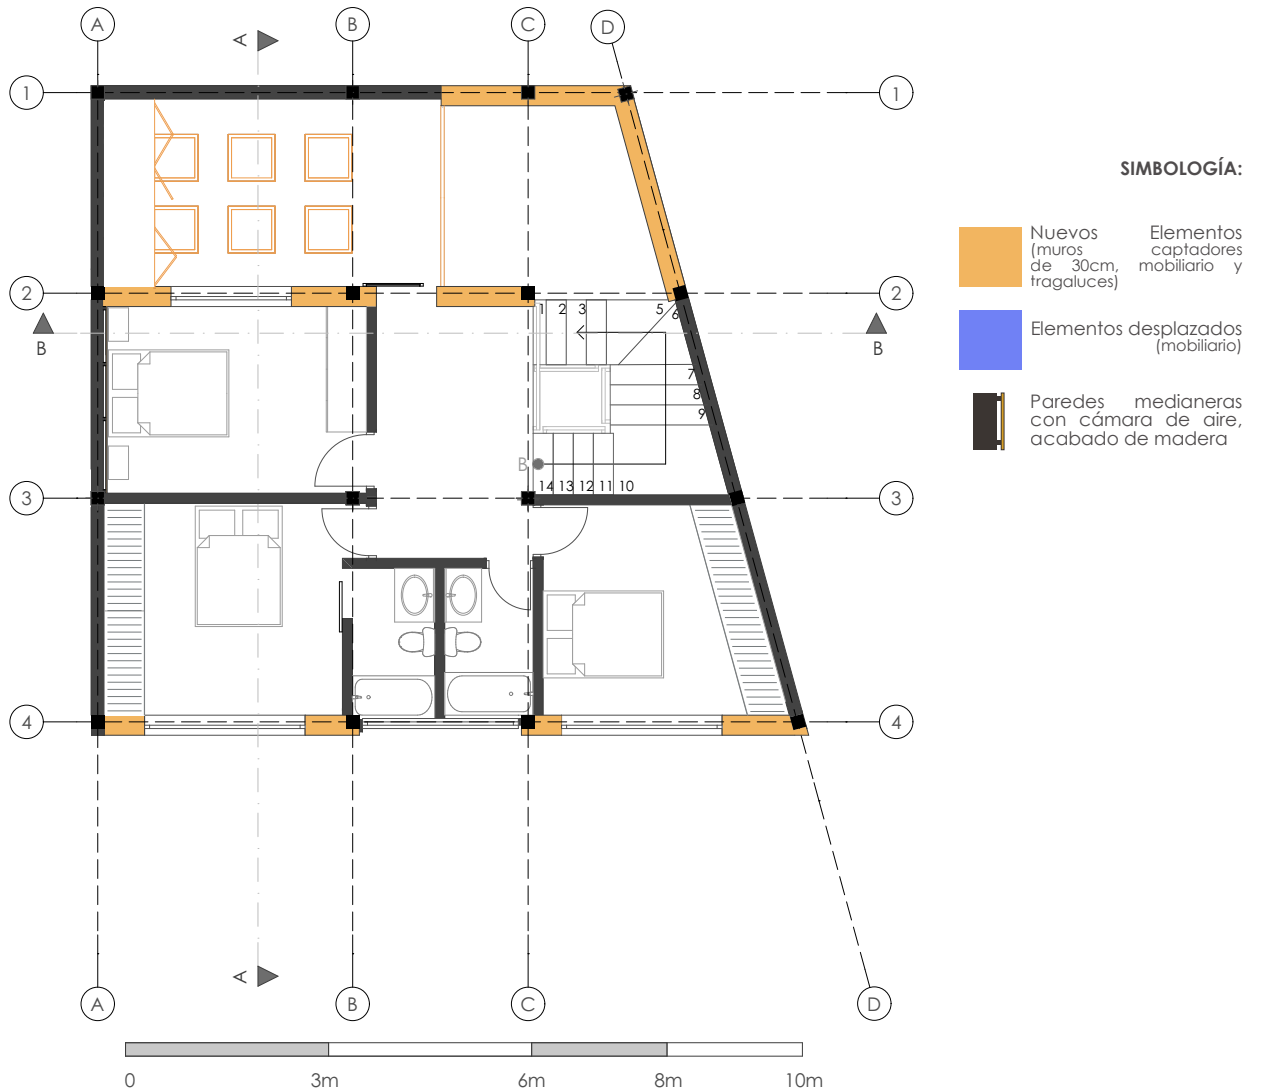 A
B
C
D
A
1
1
SIMBOLOGÍA:
Nuevos Elementos
(muros captadores
de 30cm, mobiliario y
tragaluces)
2
2
1 2 3 5
6
B
B
Elementos desplazados
(mobiliario)
7
8
9
Paredes medianeras
con cámara de aire,
acabado de madera
B
14 13 12 11 10
3
3
4
4
A
A
B
C
D
0
3m
6m
8m
10m